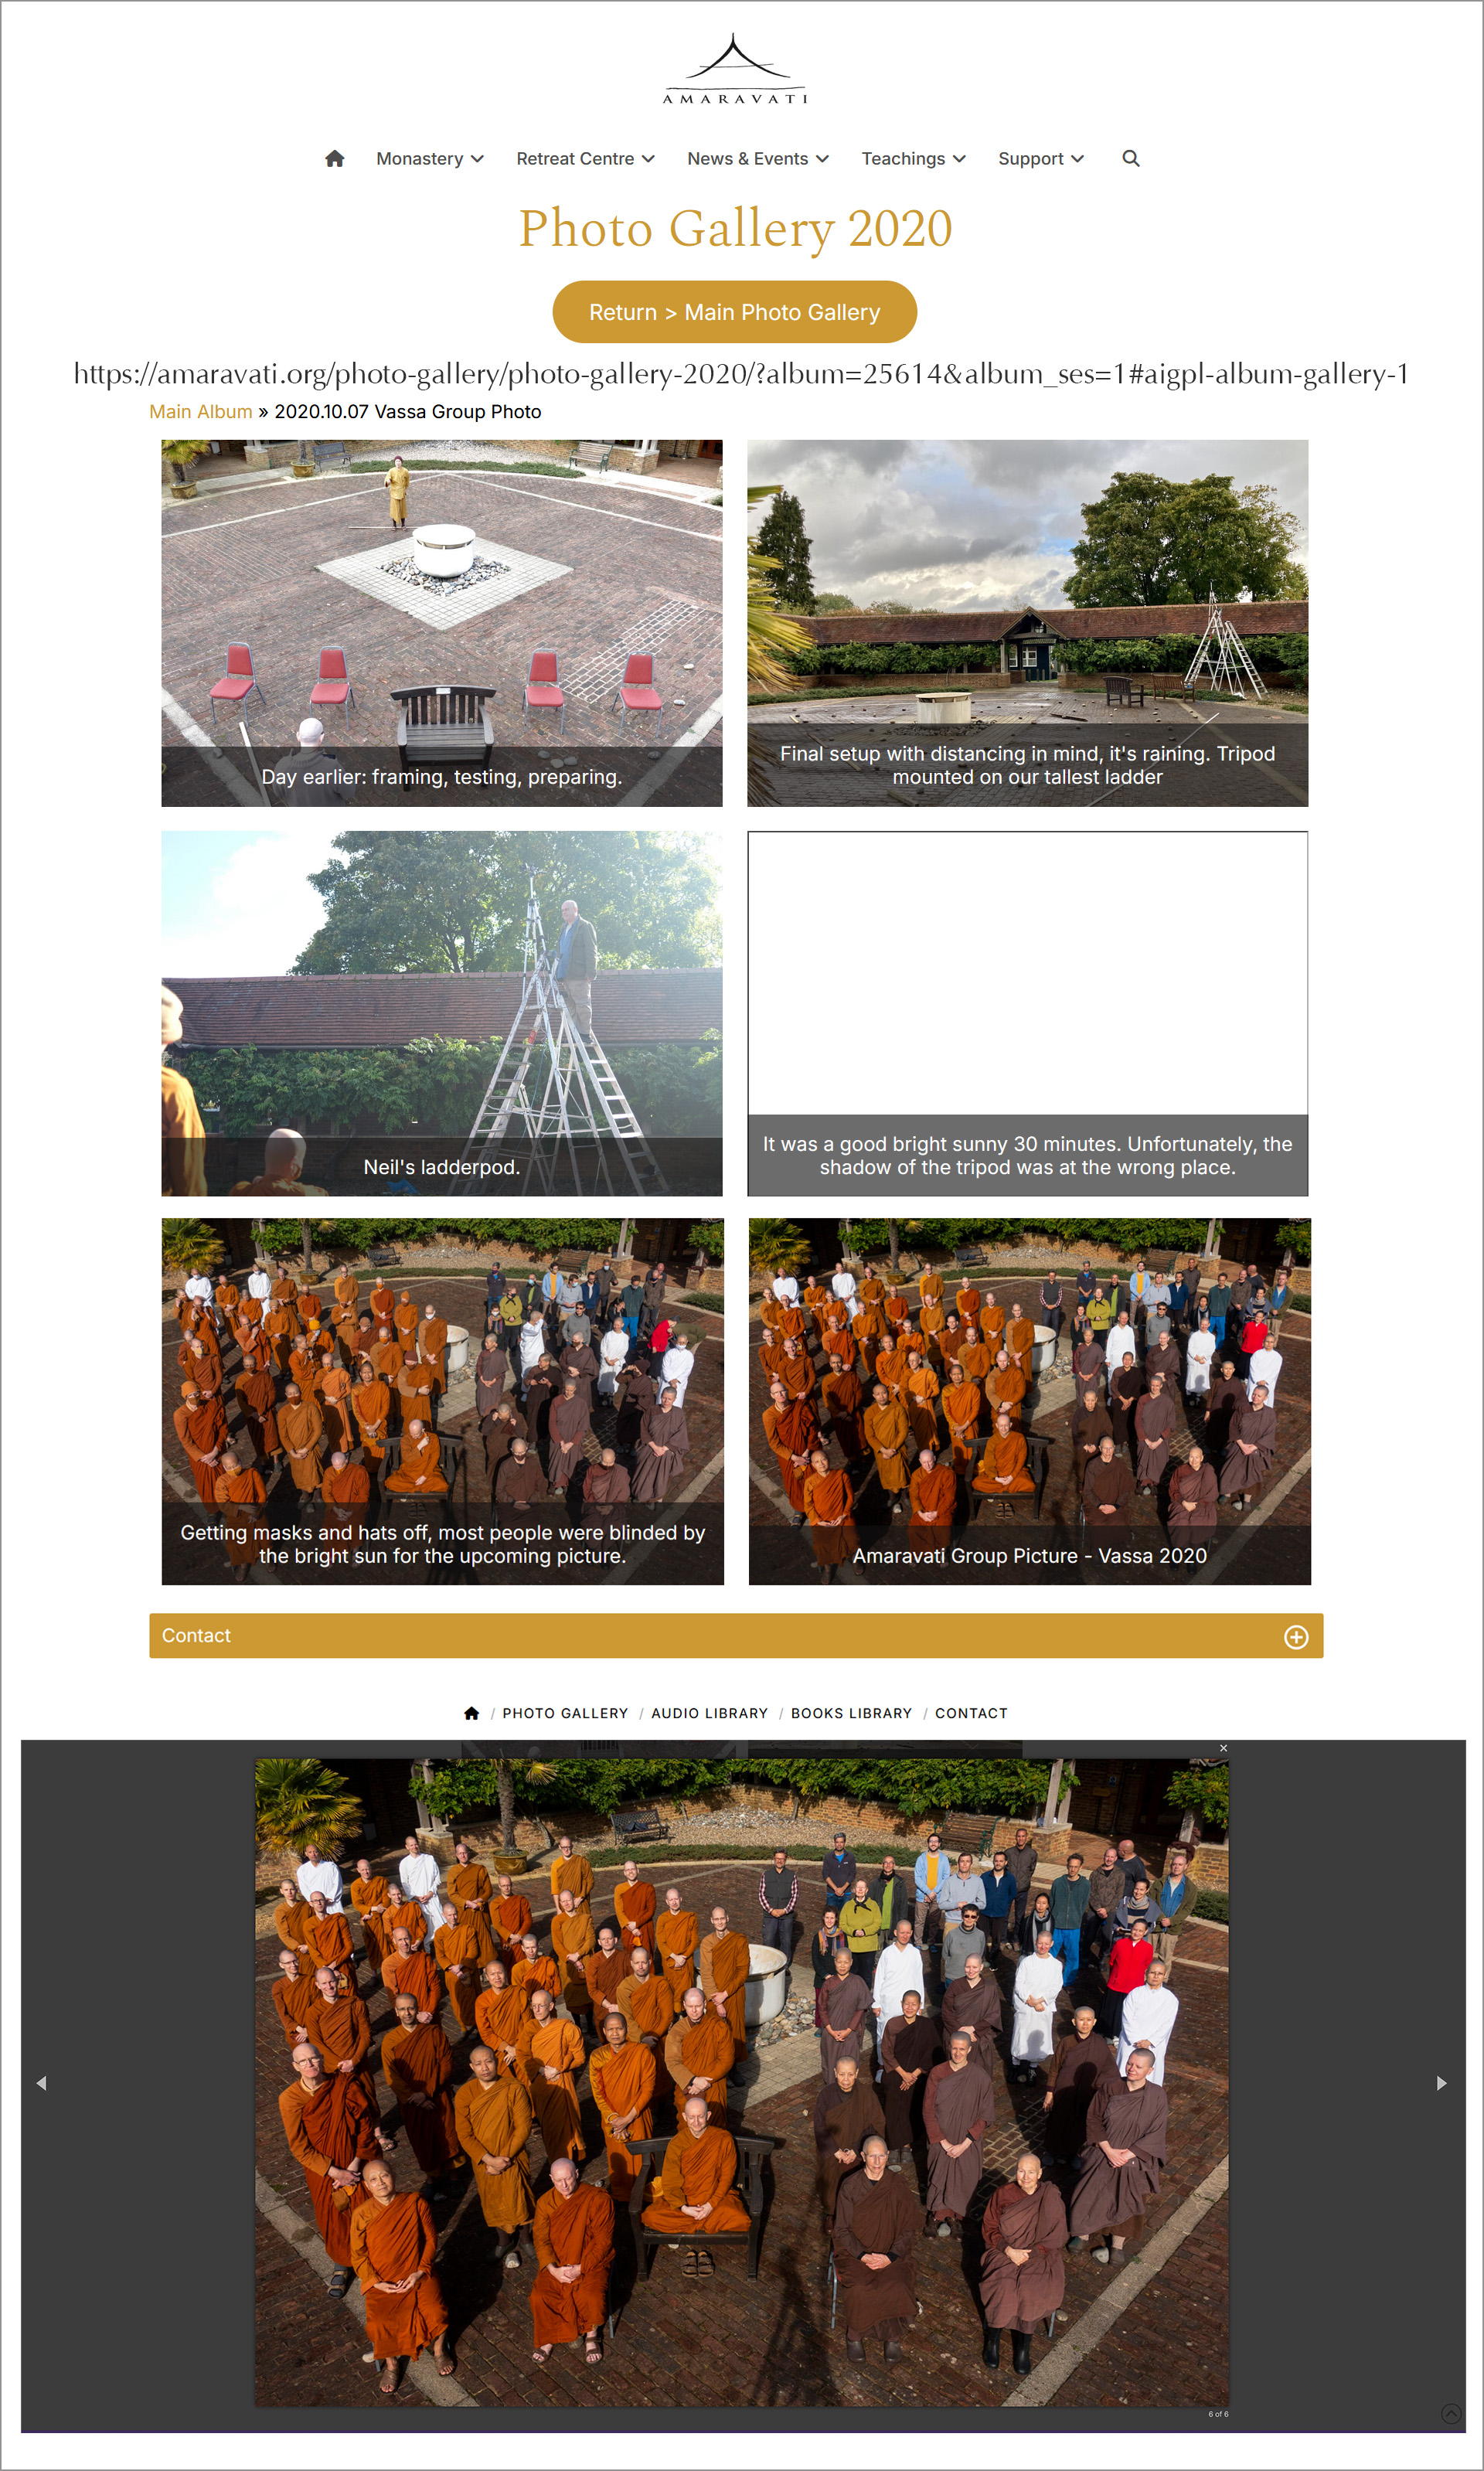 AMARAVATI
Monastery Retreat Centre News & Events Teachings Support
Photo Gallery 2020
Return > Main Photo Gallery
https://amaravati.org/photo-gallery/photo-gallery-2020/?album=25614&album_ses=1#aigpl-album-gallery-1
Main Album » 2020.10.07 Vassa Group Photo
Day earlier: framing, testing, preparing.
Final setup with distancing in mind, it's raining. Tripod
mounted on our tallest ladder
Neil's ladderpod.
It was a good bright sunny 30 minutes. Unfortunately, the
shadow of the tripod was at the wrong place.
Getting masks and hats off, most people were blinded by
the bright sun for the upcoming picture.
Amaravati Group Picture - Vassa 2020
Contact
/ PHOTO GALLERY / AUDIO LIBRARY / BOOKS LIBRARY / CONTACT
6 of 6